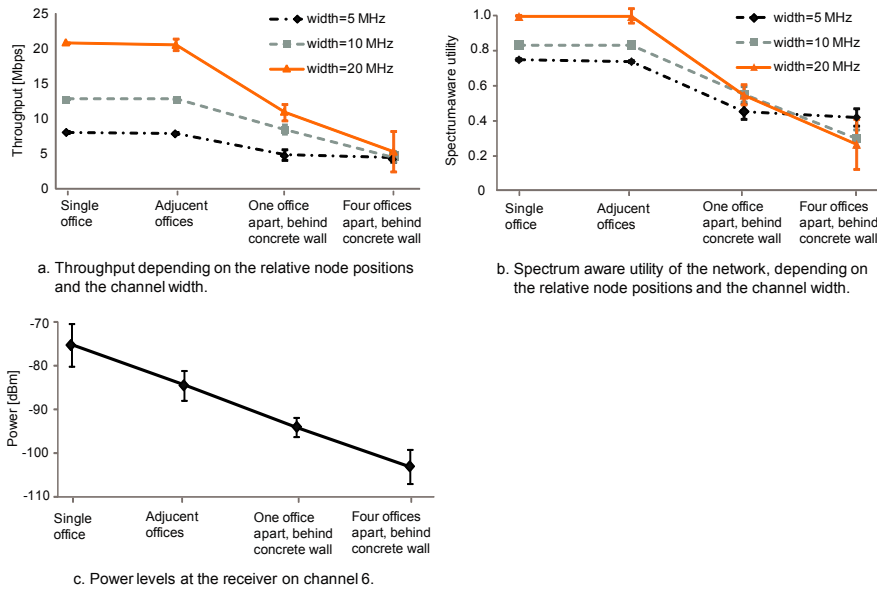 25
20
15
10
5
0
Throughput [Mbps]
width=5 MHz
width=10 MHz
width=20 MHz
Single office
Adjucent offices
One office apart, behind concrete wall
Four offices apart, behind concrete wall
a. Throughput depending on the relative node positions
and the channel width.
1.0
0.8
0.6
0.4
0.2
0
Spectrumaware utility
width=5 MHz
width=10 MHz
width=20 MHz
Single office
Adjucent offices
One office apart, behind concrete wall
Four offices apart, behind concrete wall
b. Spectrum aware utility of the network, depending on
the relative node positions and the channel width.
-70
-80
-90
-100
-110
Power [dBm]
Single office
Adjucent offices
One office apart, behind concrete wall
Four offices apart, behind concrete wall
c. Power levels at the receiver on channel 6.